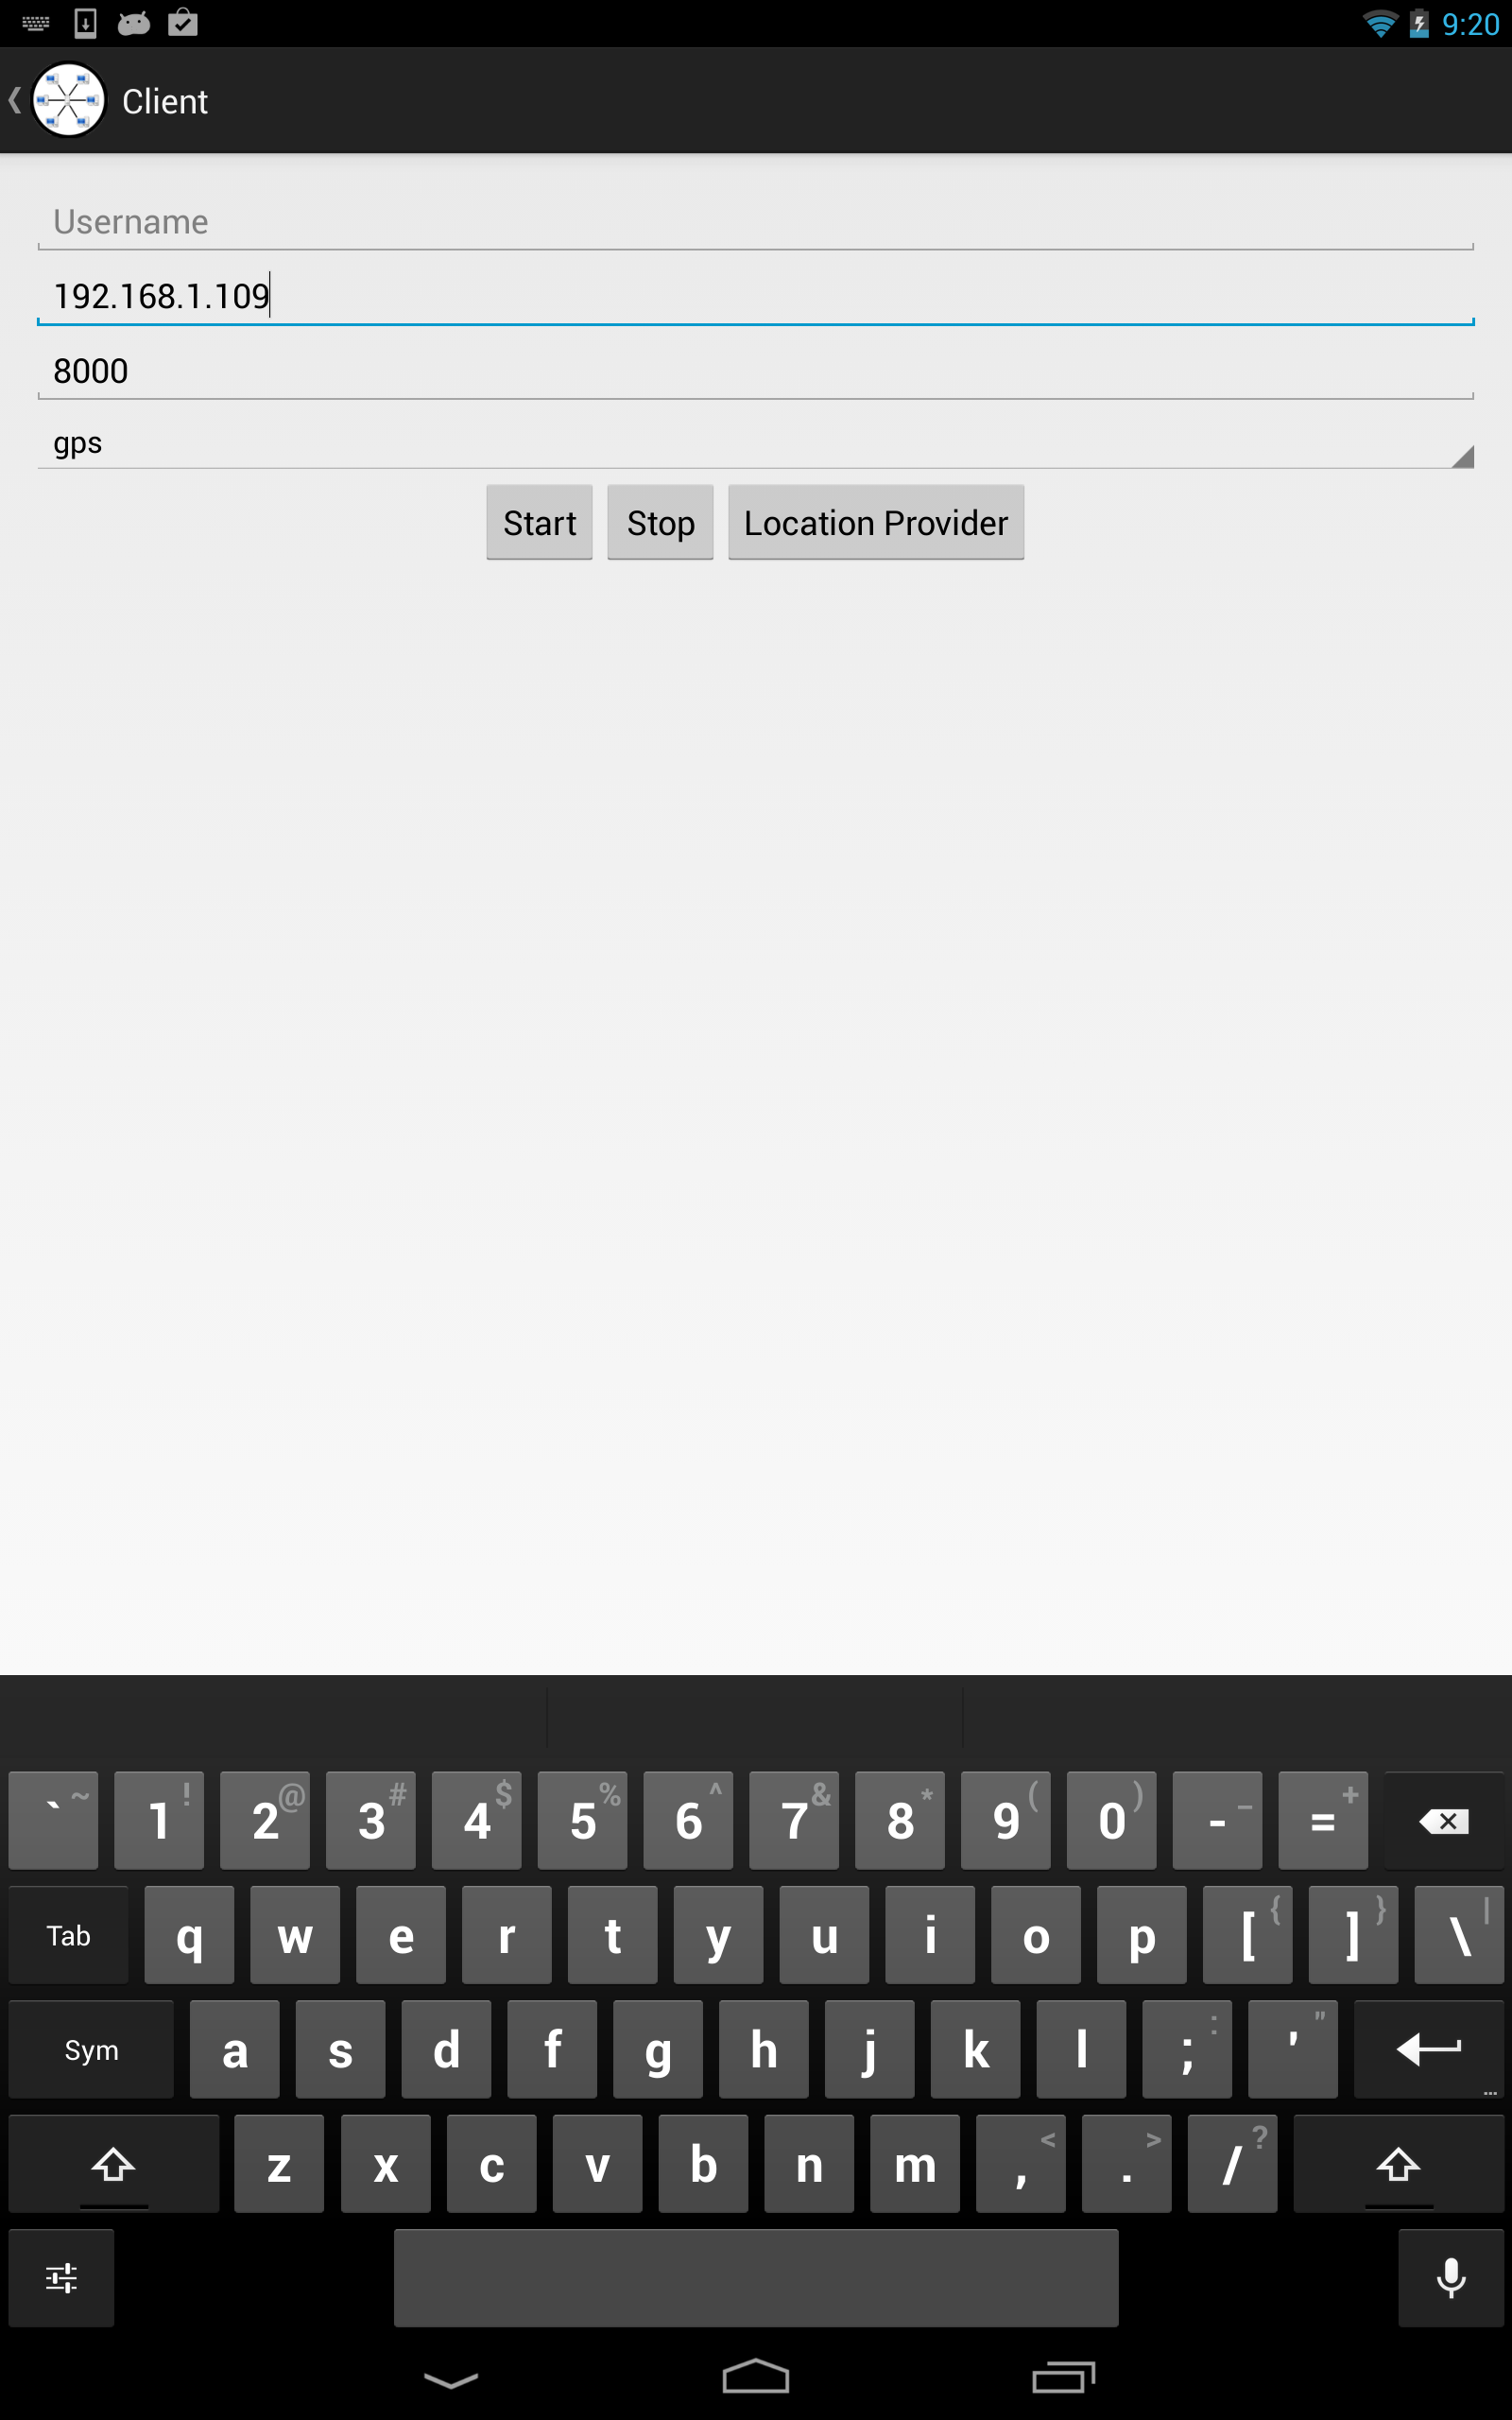 9:20
Client
Username
192.168.1.109
8000
gps
Start Stop Location Provider
` ~ 1 ! 2 @ 3 # 4 $ 5 % 6 ^ 7 & 8 * 9 ( 0 ) - _ = +
Tab q w e r t y u i o p [ { ] } \ |
Sym a s d f g h j k l ; : ' " ...
z x c v b n m , < . > / ?